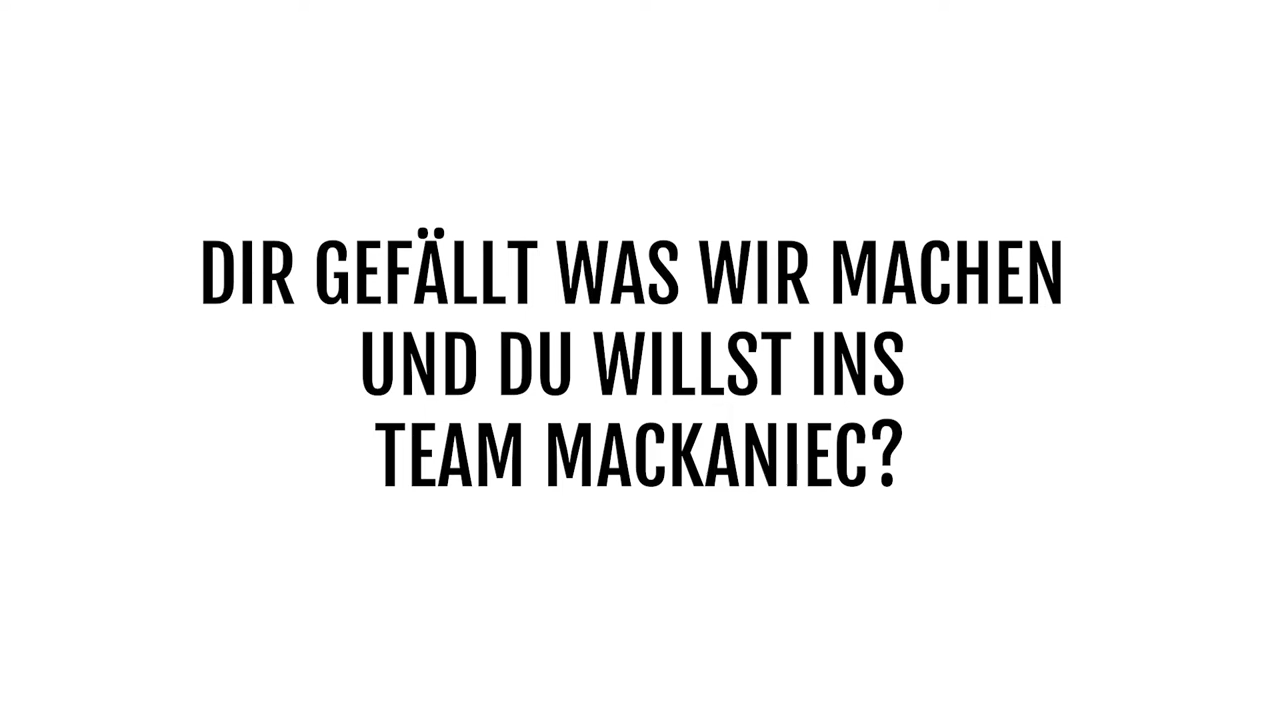 DIR GEFÄLLT WAS WIR MACHEN
UND DU WILLST INS
TEAM MACKANIEC?